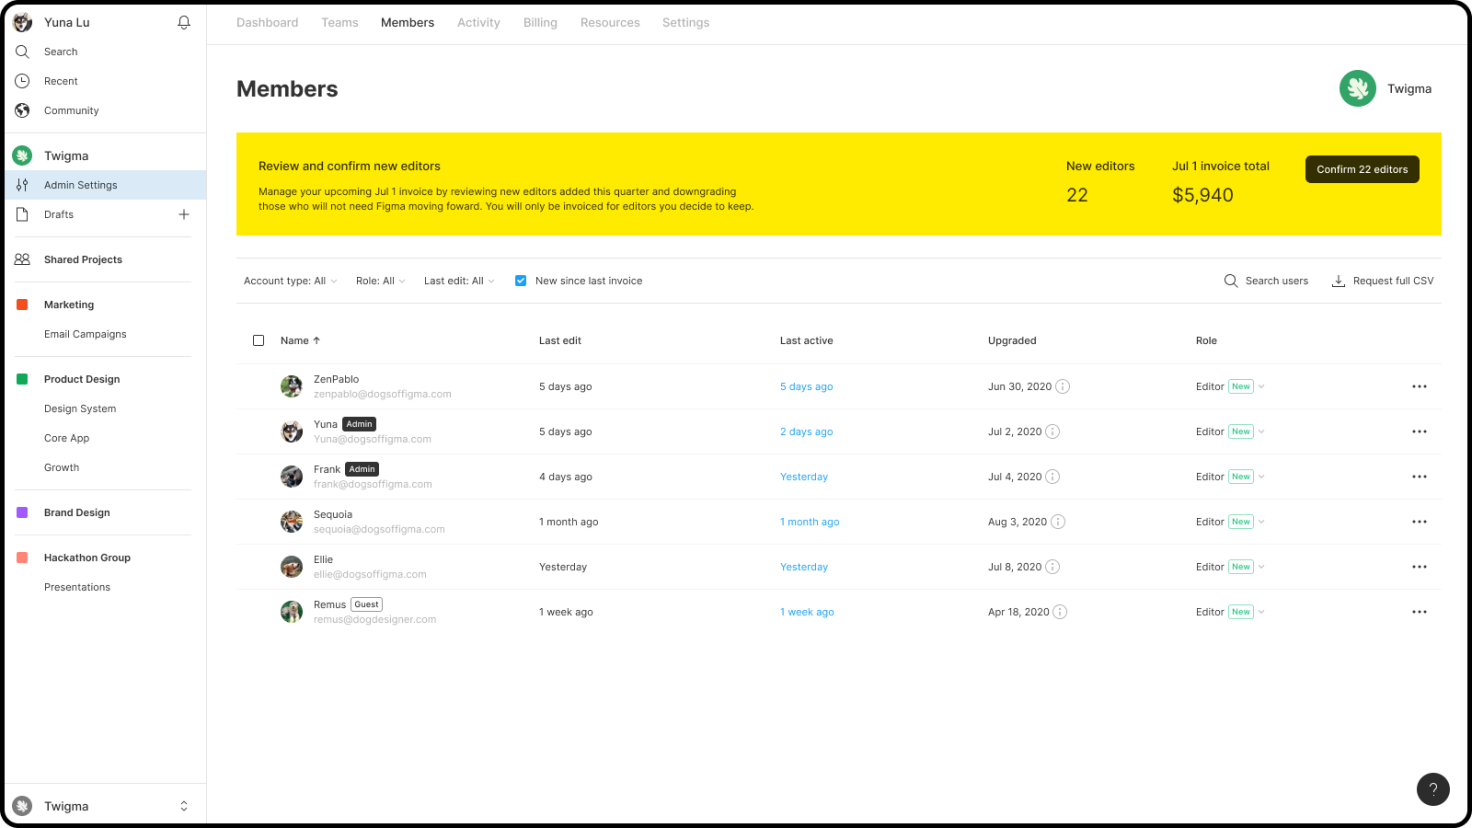 Yuna Lu
Search
Recent
Community
Twigma
Admin Settings
Drafts
Shared Projects
Marketing
Email Campaigns
Product Design
Design System
Core App
Growth
Brand Design
Hackathon Group
Presentations
Twigma
Dashboard Teams Members Activity Billing Resources Settings
Members
Twigma
Review and confirm new editors
Manage your upcoming Jul 1 invoice by reviewing new editors added this quarter and downgrading
those who will not need Figma moving foward. You will only be invoiced for editors you decide to keep.
New editors
22
Jul 1 invoice total
$5,940
Confirm 22 editors
Account type: All Role: All Last edit: All New since last invoice Search users Request full CSV
Name ↑ Last edit Last active Upgraded Role
ZenPablo
zenpablo@dogsoffigma.com
5 days ago 5 days ago Jun 30, 2020 Editor New
Yuna Admin
Yuna@dogsoffigma.com
5 days ago 2 days ago Jul 2, 2020 Editor New
Frank Admin
frank@dogsoffigma.com
4 days ago Yesterday Jul 4, 2020 Editor New
Sequoia
sequoia@dogsoffigma.com
1 month ago 1 month ago Aug 3, 2020 Editor New
Ellie
ellie@dogsoffigma.com
Yesterday Yesterday Jul 8, 2020 Editor New
Remus Guest
remus@dogdesigner.com
1 week ago 1 week ago Apr 18, 2020 Editor New
?